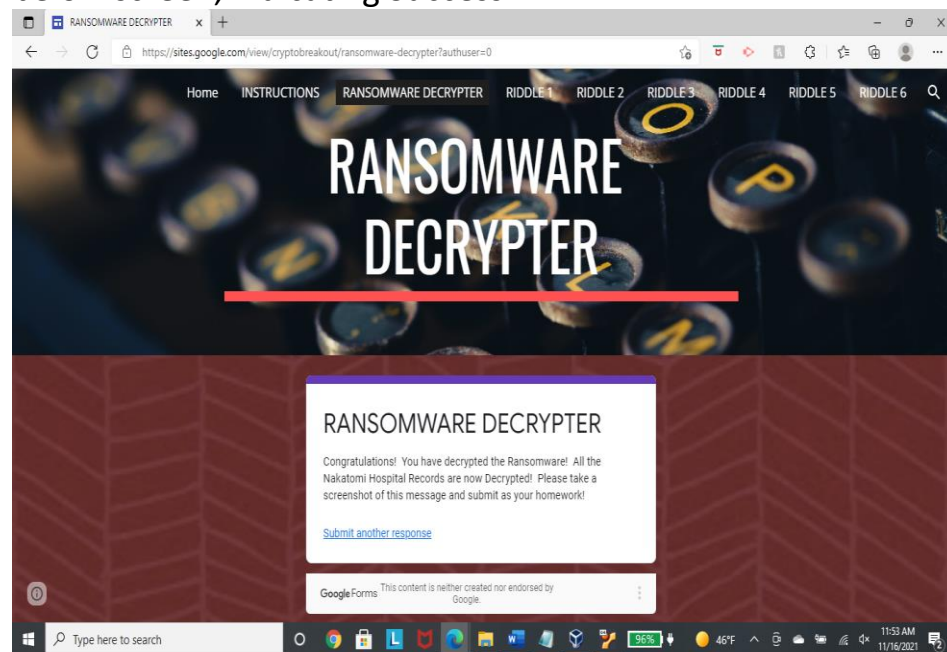 RANSOMWARE DECRYPTER
https://sites.google.com/view/cryptobreakout/ransomware-decrypter?authuser=0
Home INSTRUCTIONS RANSOMWARE DECRYPTER RIDDLE 1 RIDDLE 2 RIDDLE 3 RIDDLE 4 RIDDLE 5 RIDDLE 6
RANSOMWARE
DECRYPTER
O
P
K
L
N
M
RANSOMWARE DECRYPTER
Congratulations! You have decrypted the Ransomware! All the
Nakatomi Hospital Records are now Decrypted! Please take a
screenshot of this message and submit as your homework!
Submit another response
Google Forms This content is neither created nor endorsed by
Google.
Type here to search 96% 46°F 11:53 AM
11/16/2021